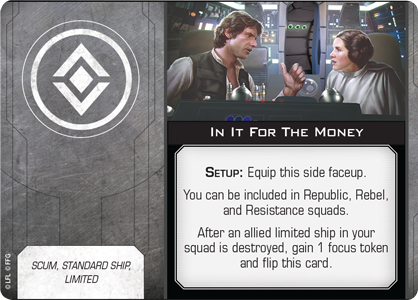 IN IT FOR THE MONEY
SETUP: Equip this side faceup.
You can be included in Republic, Rebel,
and Resistance squads.
After an allied limited ship in your
squad is destroyed, gain 1 focus token
and flip this card.
SCUM, STANDARD SHIP,
LIMITED
© LFL © FFG